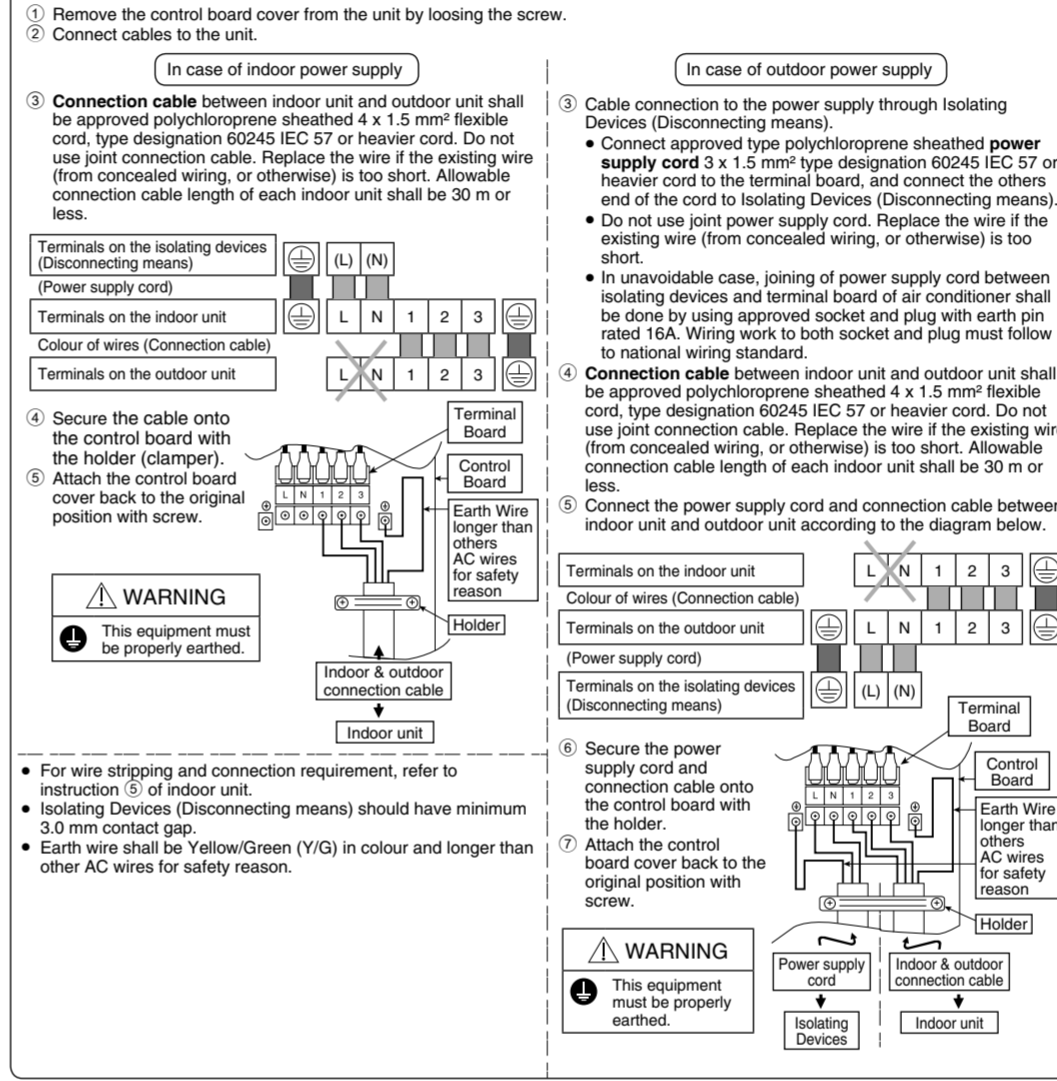 ① Remove the control board cover from the unit by loosing the screw.
② Connect cables to the unit.
In case of indoor power supply
③ Connection cable between indoor unit and outdoor unit shall
be approved polychloroprene sheathed 4 x 1.5 mm² flexible
cord, type designation 60245 IEC 57 or heavier cord. Do not
use joint connection cable. Replace the wire if the existing wire
(from concealed wiring, or otherwise) is too short. Allowable
connection cable length of each indoor unit shall be 30 m or
less.
Terminals on the isolating devices
(Disconnecting means)
(L) (N)
(Power supply cord)
Terminals on the indoor unit
L N 1 2 3
Colour of wires (Connection cable)
Terminals on the outdoor unit
L N 1 2 3
④ Secure the cable onto
the control board with
the holder (clamper).
⑤ Attach the control board
cover back to the original
position with screw.
Terminal
Board
Control
Board
L N 1 2 3
Earth Wire
longer than
others
AC wires
for safety
reason
Holder
Indoor & outdoor
connection cable
Indoor unit
WARNING
This equipment must
be properly earthed.
• For wire stripping and connection requirement, refer to
instruction ⑤ of indoor unit.
• Isolating Devices (Disconnecting means) should have minimum
3.0 mm contact gap.
• Earth wire shall be Yellow/Green (Y/G) in colour and longer than
other AC wires for safety reason.
In case of outdoor power supply
③ Cable connection to the power supply through Isolating
Devices (Disconnecting means).
• Connect approved type polychloroprene sheathed power
supply cord 3 x 1.5 mm² type designation 60245 IEC 57 or
heavier cord to the terminal board, and connect the others
end of the cord to Isolating Devices (Disconnecting means).
• Do not use joint power supply cord. Replace the wire if the
existing wire (from concealed wiring, or otherwise) is too
short.
• In unavoidable case, joining of power supply cord between
isolating devices and terminal board of air conditioner shall
be done by using approved socket and plug with earth pin
rated 16A. Wiring work to both socket and plug must follow
to national wiring standard.
④ Connection cable between indoor unit and outdoor unit shall
be approved polychloroprene sheathed 4 x 1.5 mm² flexible
cord, type designation 60245 IEC 57 or heavier cord. Do not
use joint connection cable. Replace the wire if the existing wire
(from concealed wiring, or otherwise) is too short. Allowable
connection cable length of each indoor unit shall be 30 m or
less.
⑤ Connect the power supply cord and connection cable between
indoor unit and outdoor unit according to the diagram below.
Terminals on the indoor unit
L N 1 2 3
Colour of wires (Connection cable)
Terminals on the outdoor unit
L N 1 2 3
(Power supply cord)
Terminals on the isolating devices
(Disconnecting means)
(L) (N)
⑥ Secure the power
supply cord and
connection cable onto
the control board with
the holder.
⑦ Attach the control
board cover back to the
original position with
screw.
Terminal
Board
Control
Board
L N 1 2 3
Earth Wire
longer than
others
AC wires
for safety
reason
Holder
Power supply
cord
Isolating
Devices
Indoor & outdoor
connection cable
Indoor unit
WARNING
This equipment
must be properly
earthed.